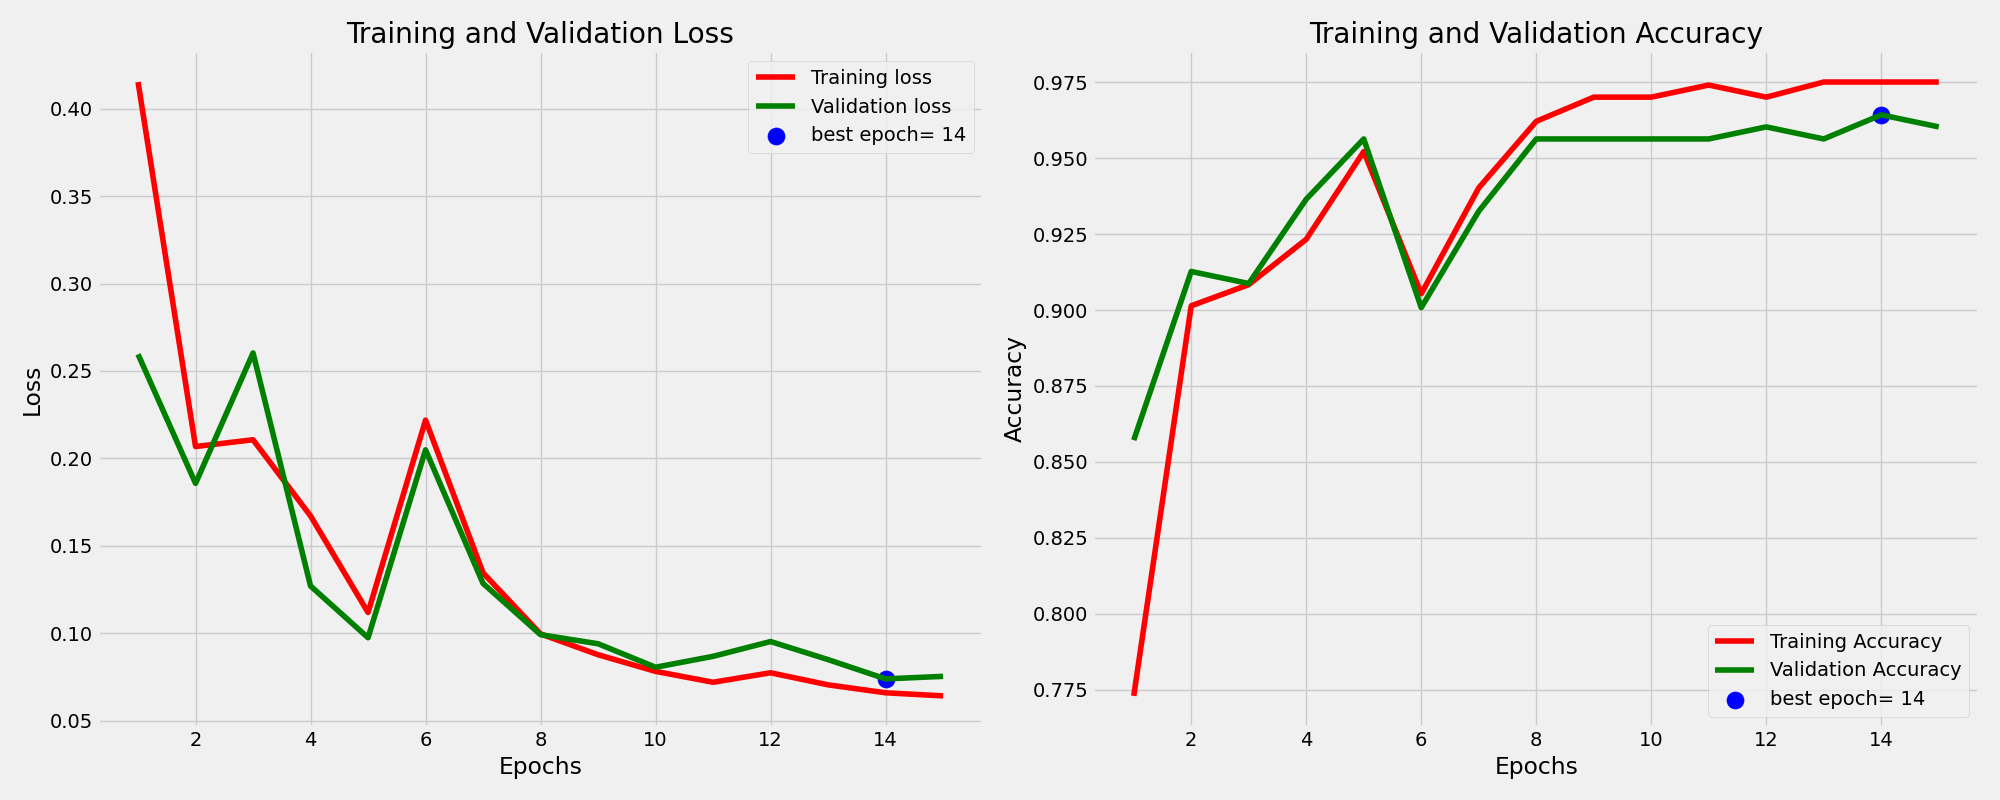 Training and Validation Loss
Training loss
Validation loss
best epoch= 14
0.40
0.35
0.30
0.25
0.20
0.15
0.10
0.05
Loss
2 4 6 8 10 12 14
Epochs
Training and Validation Accuracy
0.975
0.950
0.925
0.900
0.875
0.850
0.825
0.800
0.775
Accuracy
Training Accuracy
Validation Accuracy
best epoch= 14
2 4 6 8 10 12 14
Epochs